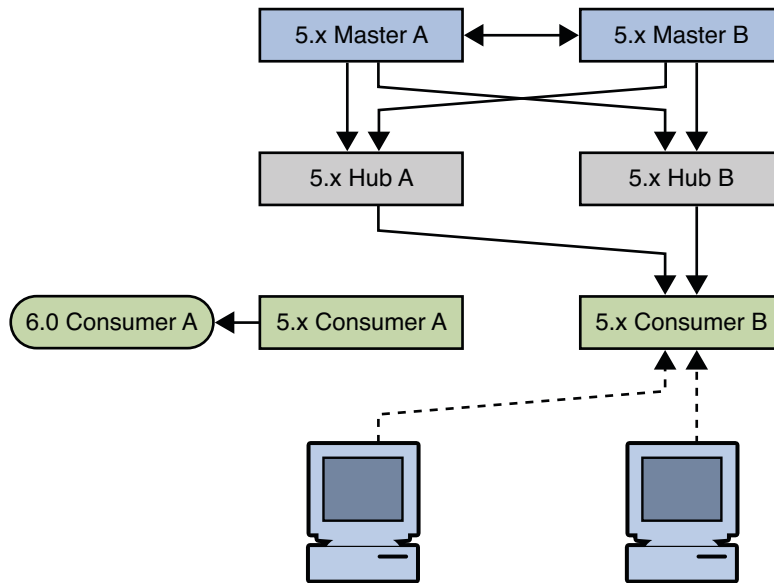 5.x Master A
5.x Master B
5.x Hub A
5.x Hub B
6.0 Consumer A
5.x Consumer A
5.x Consumer B